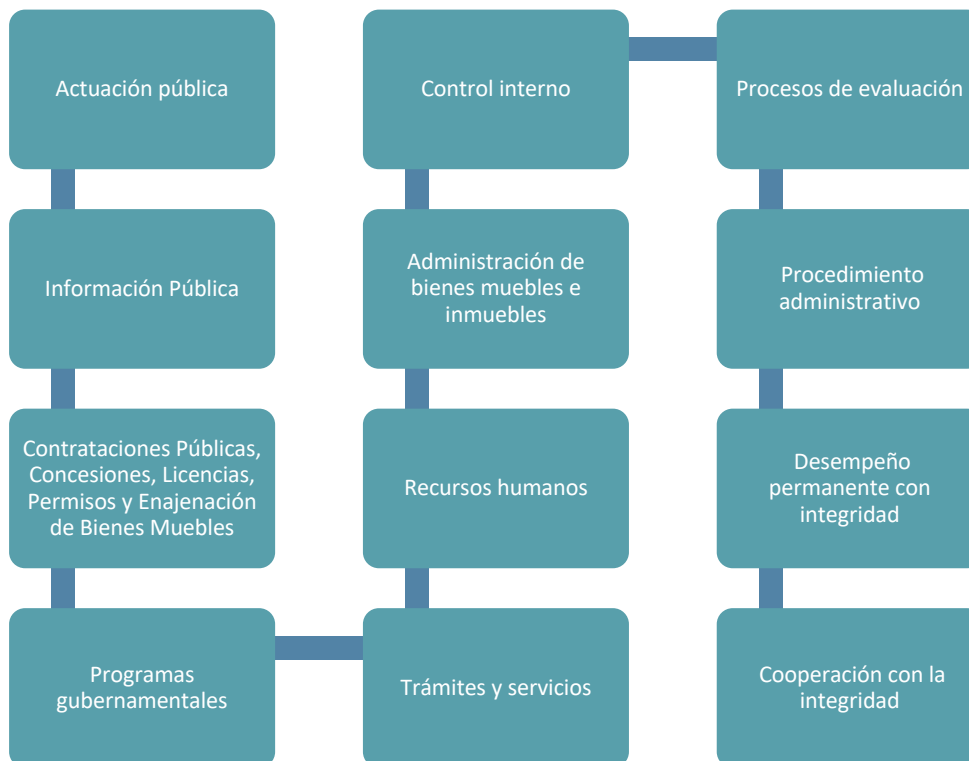 Actuación pública
Información Pública
Contrataciones Públicas,
Concesiones, Licencias,
Permisos y Enajenación
de Bienes Muebles
Programas
gubernamentales
Trámites y servicios
Recursos humanos
Administración de
bienes muebles e
inmuebles
Control interno
Procesos de evaluación
Procedimiento
administrativo
Desempeño
permanente con
integridad
Cooperación con la
integridad